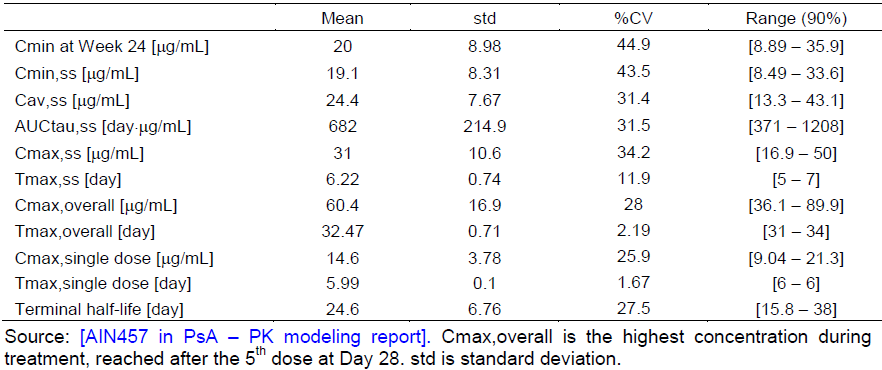 Mean std %CV Range (90%)
Cmin at Week 24 [µg/mL] 20 8.98 44.9 [8.89 – 35.9]
Cmin,ss [µg/mL] 19.1 8.31 43.5 [8.49 – 33.6]
Cav,ss [µg/mL] 24.4 7.67 31.4 [13.3 – 43.1]
AUCtau,ss [day·µg/mL] 682 214.9 31.5 [371 – 1208]
Cmax,ss [µg/mL] 31 10.6 34.2 [16.9 – 50]
Tmax,ss [day] 6.22 0.74 11.9 [5 – 7]
Cmax,overall [µg/mL] 60.4 16.9 28 [36.1 – 89.9]
Tmax,overall [day] 32.47 0.71 2.19 [31 – 34]
Cmax,single dose [µg/mL] 14.6 3.78 25.9 [9.04 – 21.3]
Tmax,single dose [day] 5.99 0.1 1.67 [6 – 6]
Terminal half-life [day] 24.6 6.76 27.5 [15.8 – 38]
Source: [AIN457 in PsA – PK modeling report]. Cmax,overall is the highest concentration during
treatment, reached after the 5th dose at Day 28. std is standard deviation.